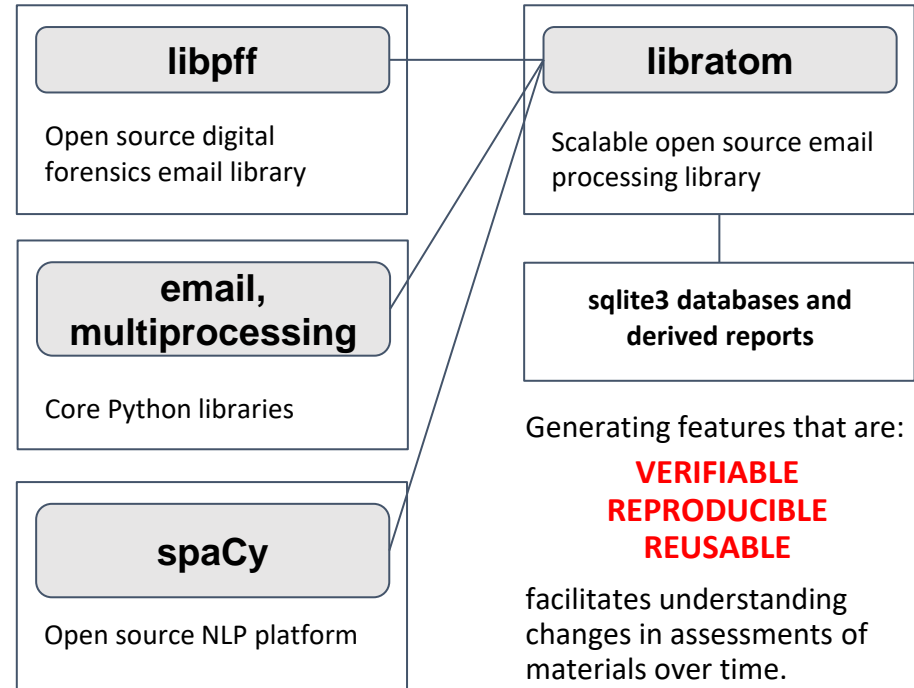 libpff
Open source digital
forensics email library
email,
multiprocessing
Core Python libraries
spaCy
Open source NLP platform
libratom
Scalable open source email
processing library
sqlite3 databases and
derived reports
Generating features that are:
VERIFIABLE
REPRODUCIBLE
REUSABLE
facilitates understanding
changes in assessments of
materials over time.